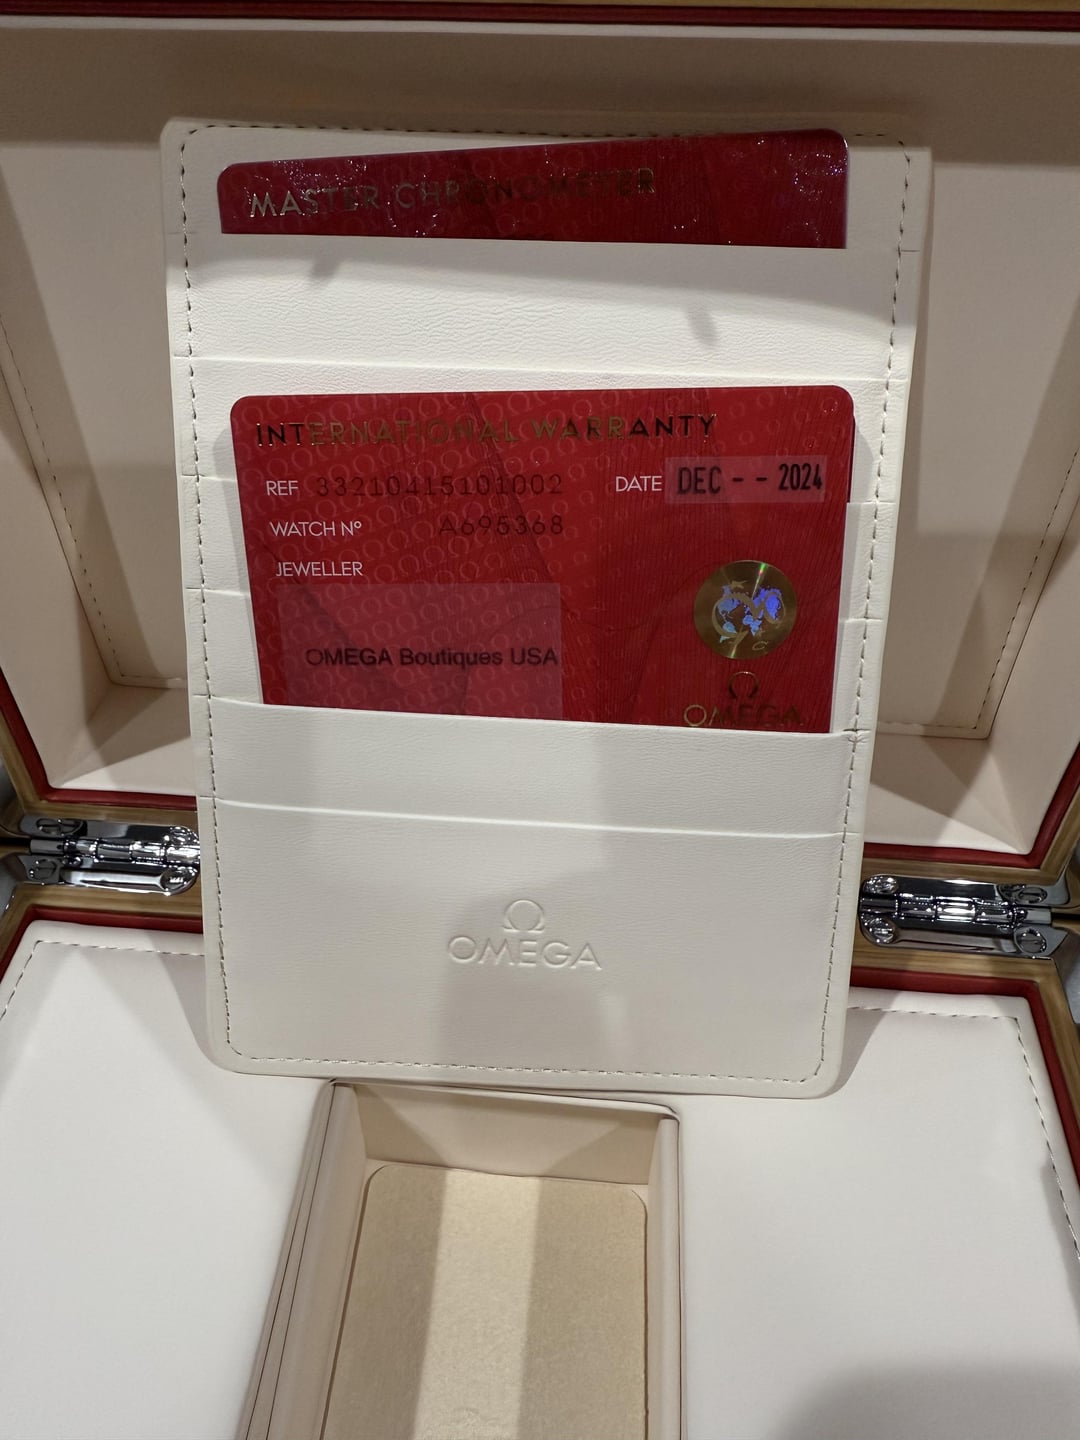 MASTER CHRONOMETER
INTERNATIONAL WARRANTY
REF 33210415101002 DATE DEC - - 2024
WATCH Nº A695368
JEWELLER
OMEGA Boutiques USA
Ω
OMEGA
Ω
OMEGA